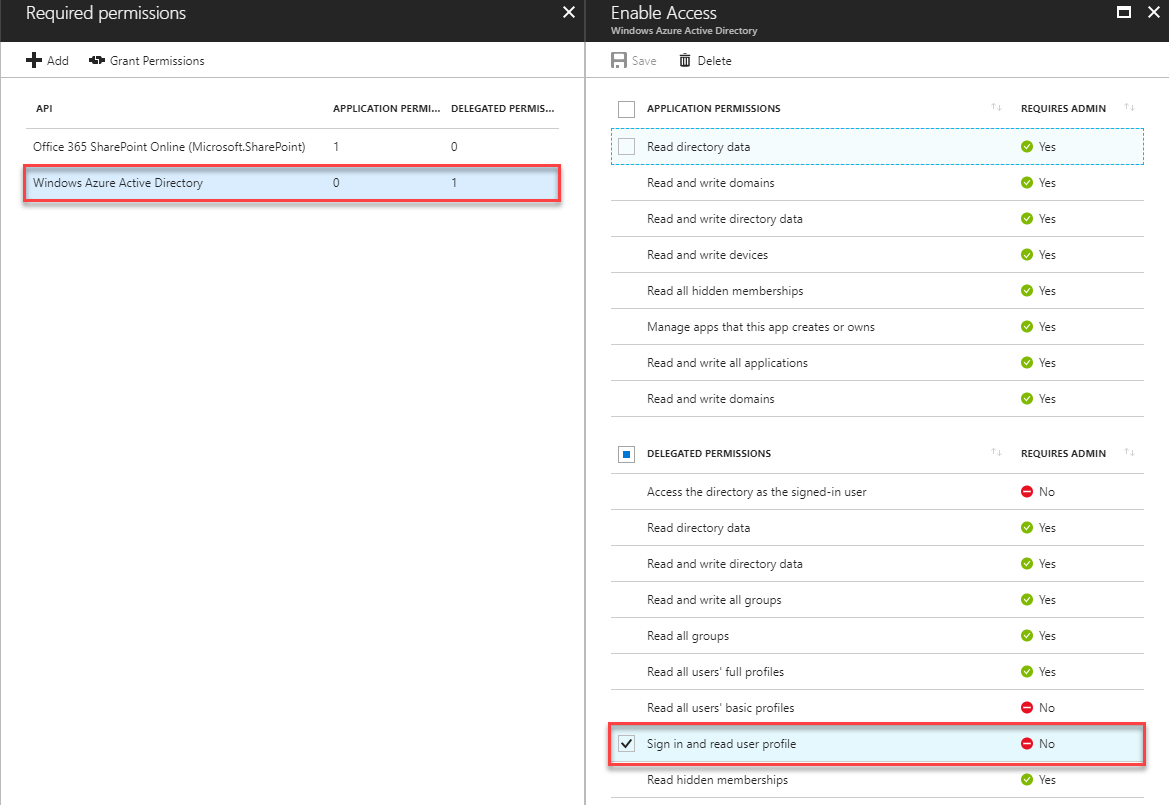 Required permissions
Add Grant Permissions
API APPLICATION PERMI... DELEGATED PERMIS...
Office 365 SharePoint Online (Microsoft.SharePoint) 1 0
Windows Azure Active Directory 0 1
Enable Access
Windows Azure Active Directory
Save Delete
APPLICATION PERMISSIONS REQUIRES ADMIN
Read directory data Yes
Read and write domains Yes
Read and write directory data Yes
Read and write devices Yes
Read all hidden memberships Yes
Manage apps that this app creates or owns Yes
Read and write all applications Yes
Read and write domains Yes
DELEGATED PERMISSIONS REQUIRES ADMIN
Access the directory as the signed-in user No
Read directory data Yes
Read and write directory data Yes
Read and write all groups Yes
Read all groups Yes
Read all users' full profiles Yes
Read all users' basic profiles No
Sign in and read user profile No
Read hidden memberships Yes